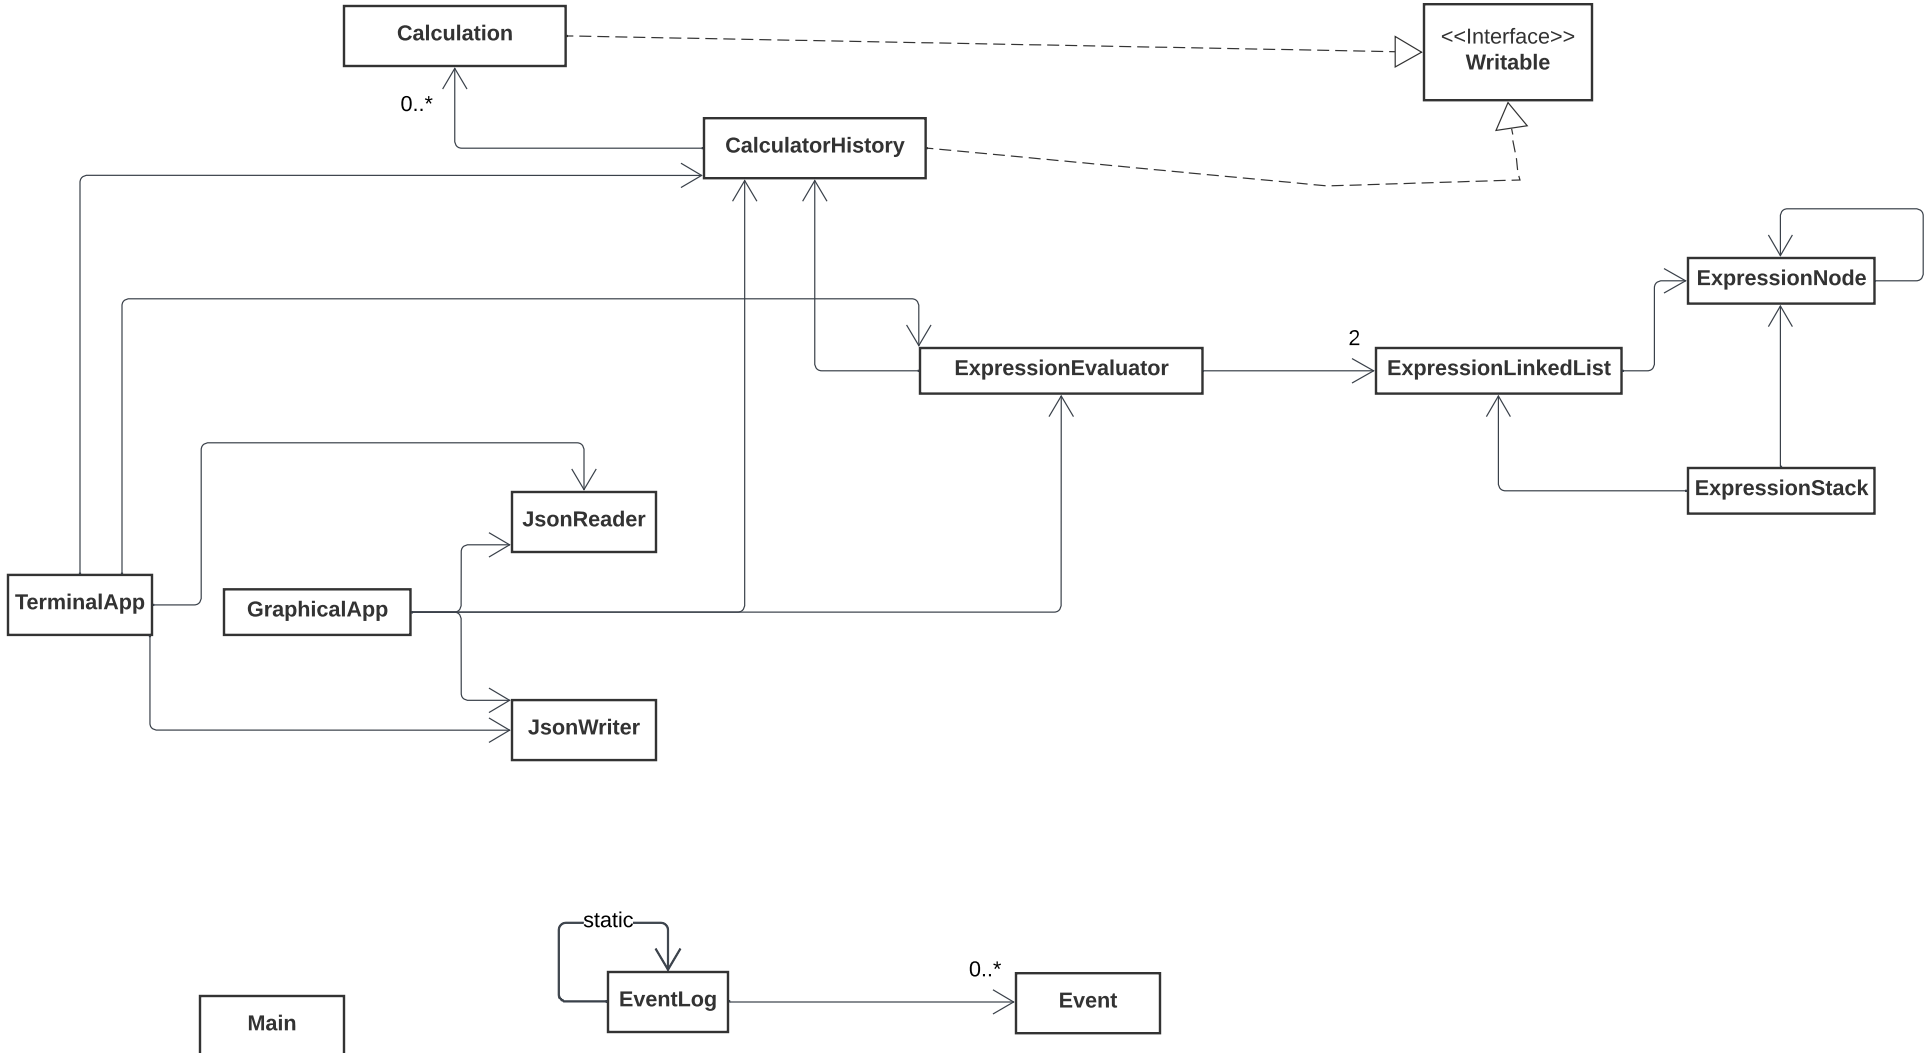 Calculation
<<Interface>>
Writable
0..*
CalculatorHistory
ExpressionNode
2
ExpressionEvaluator
ExpressionLinkedList
ExpressionStack
JsonReader
TerminalApp
GraphicalApp
JsonWriter
static
0..*
EventLog
Event
Main